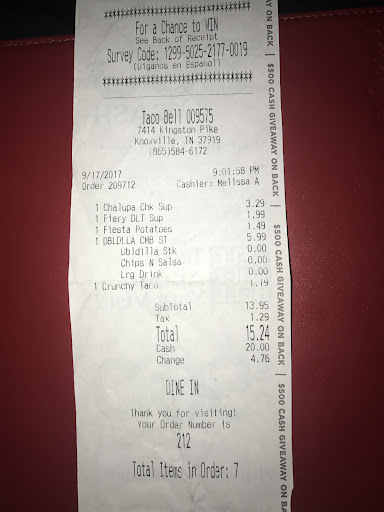 For a Chance to WIN
See Back of Receipt
Survey Code: 1299-5025-2177-0019
(Díganos en Español)
Taco Bell 009575
7414 Kingston Pike
Knoxville, TN 37919
(865)584-6172
9/17/2017 9:01:58 PM
Order 209712 Cashier: Melissa A
1 Chalupa Chk Sup 3.29
1 Fiery DLT Sup 1.99
1 Fiesta Potatoes 1.49
1 DBLDLLA CMB ST 5.99
Dbldilla Stk 0.00
Chips N Salsa 0.00
Lrg Drink 0.00
1 Crunchy Taco 1.19
SubTotal 13.95
Tax 1.29
Total 15.24
Cash 20.00
Change 4.76
DINE IN
Thank you for visiting!
Your Order Number is
212
Total Items in Order: 7
AY ON BACK | $500 CASH GIVEAWAY ON BACK | $500 CASH GIVEAWAY ON BACK | $500 CASH GIVEAWAY ON BACK